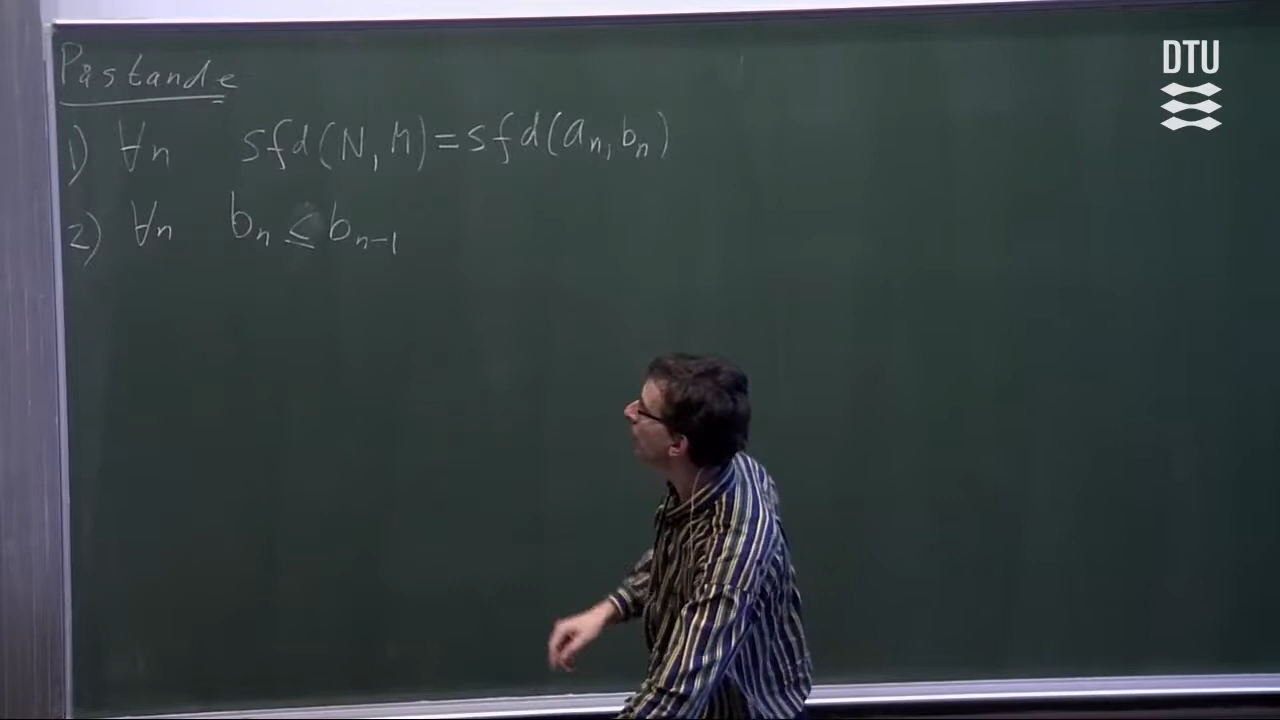 Påstande
1) ∀n sfd(N, M) = sfd(aₙ, bₙ)
2) ∀n bₙ ≤ bₙ₋₁
DTU